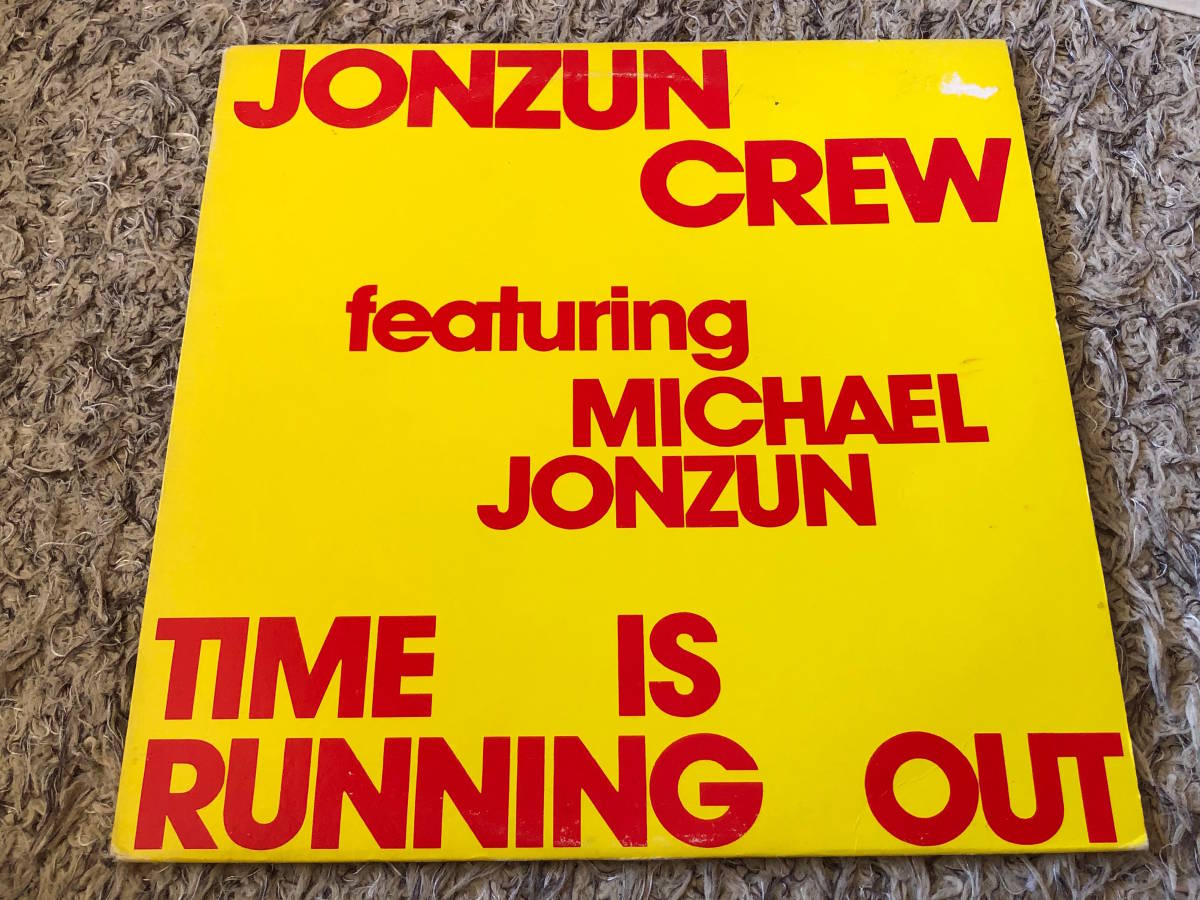 JONZUN
CREW
featuring
MICHAEL
JONZUN
TIME IS
RUNNING OUT